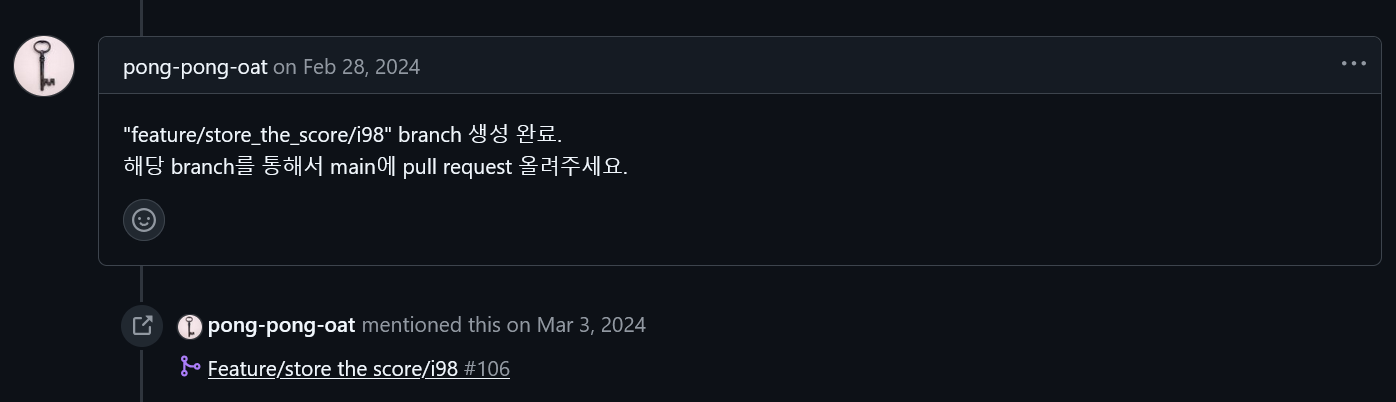 pong-pong-oat on Feb 28, 2024
"feature/store_the_score/i98" branch 생성 완료.
해당 branch를 통해서 main에 pull request 올려주세요.
pong-pong-oat mentioned this on Mar 3, 2024
Feature/store the score/i98 #106